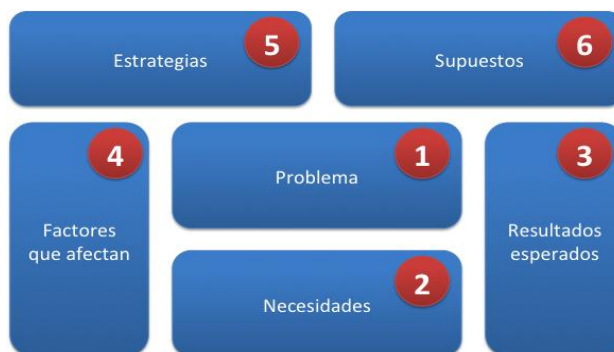 Estrategias
5
Supuestos
6
4
Factores
que afectan
1
Problema
3
Resultados
esperados
2
Necesidades